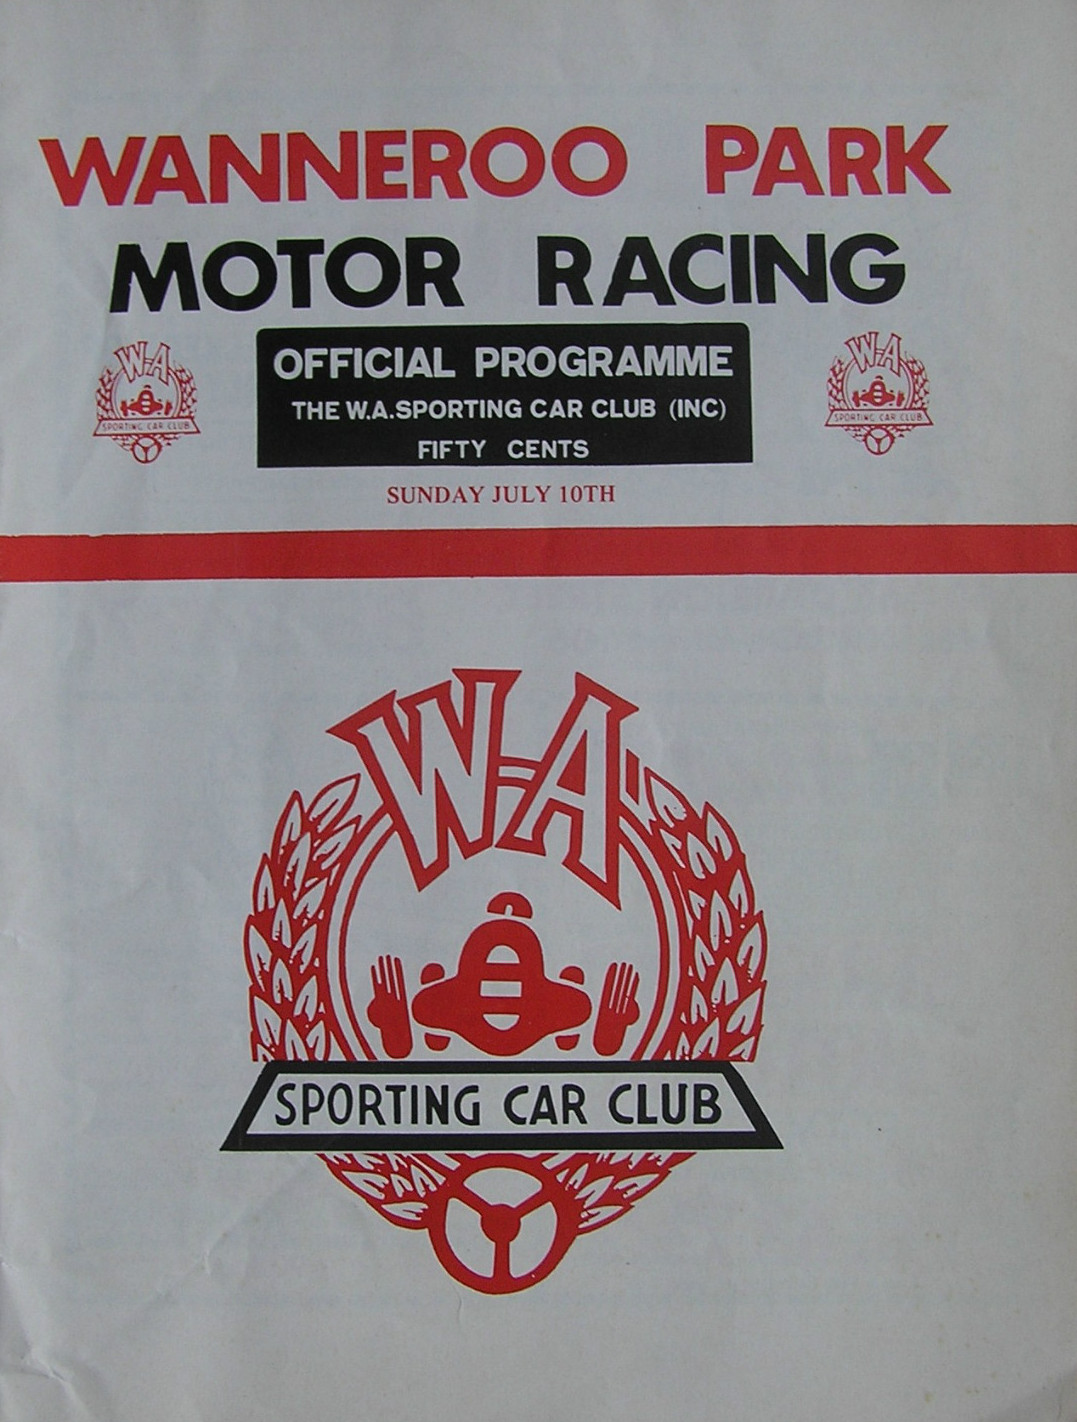 WANNEROO PARK
MOTOR RACING
W-A
SPORTING CAR CLUB
OFFICIAL PROGRAMME
THE W.A.SPORTING CAR CLUB (INC)
FIFTY CENTS
W-A
SPORTING CAR CLUB
SUNDAY JULY 10TH
W-A
SPORTING CAR CLUB